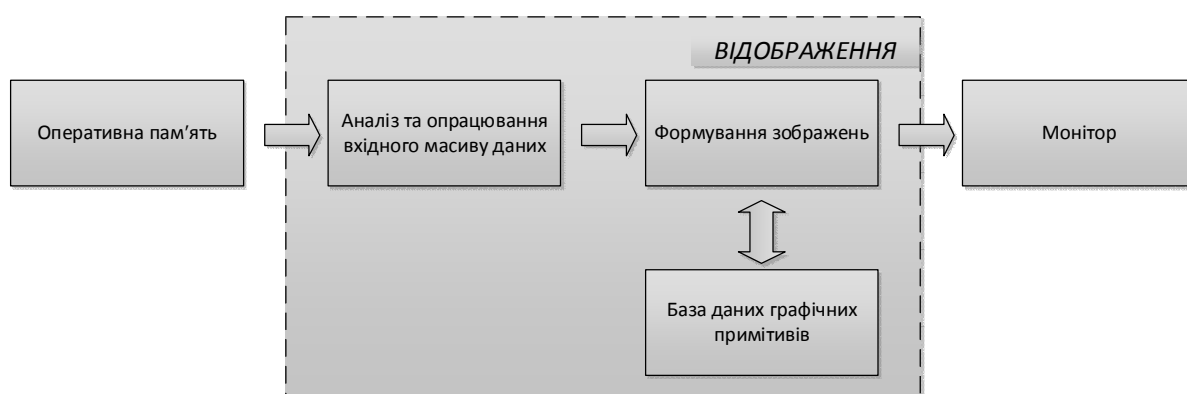 ВІДОБРАЖЕННЯ
Оперативна пам’ять
Аналіз та опрацювання
вхідного масиву даних
Формування зображень
Монітор
База даних графічних
примітивів